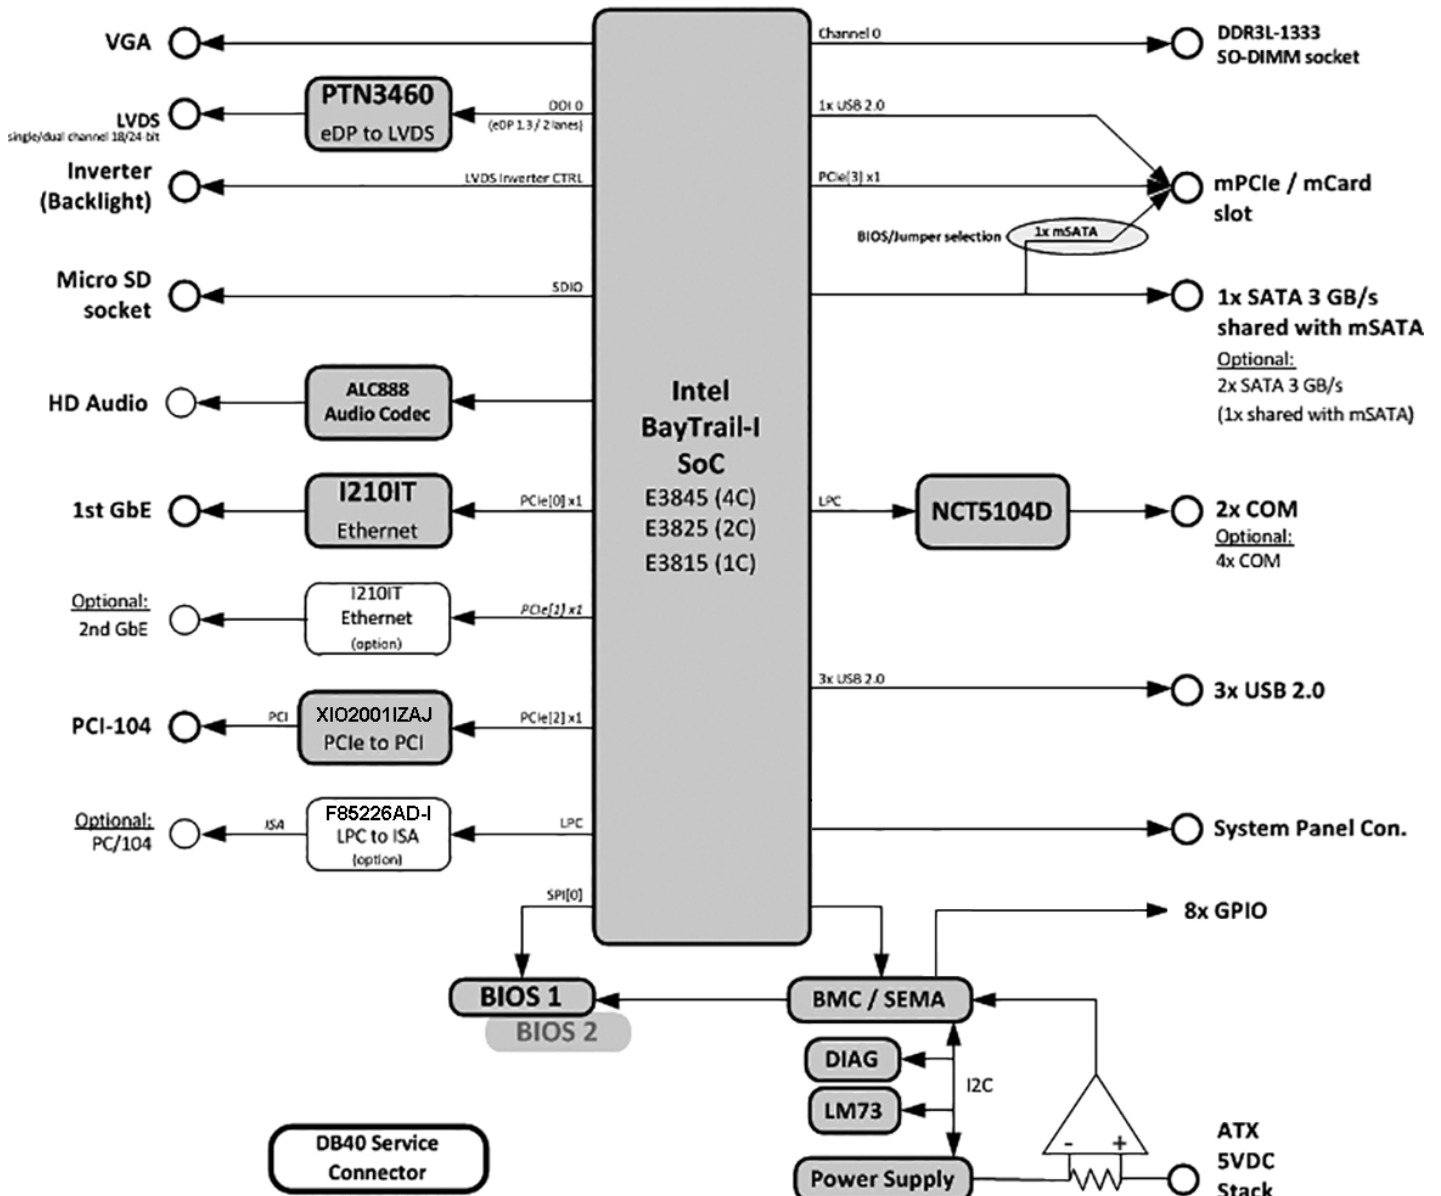 VGA
LVDS
single/dual channel 18/24-bit
PTN3460
eDP to LVDS
DDI 0
(eDP 1.3 / 2 lanes)
Inverter
(Backlight)
LVDS Inverter CTRL
Micro SD
socket
SDIO
HD Audio
ALC888
Audio Codec
1st GbE
I210IT
Ethernet
PCIe[0] x1
Optional:
2nd GbE
I210IT
Ethernet
(option)
PCIe[1] x1
PCI-104
PCI
XIO2001IZAJ
PCIe to PCI
PCIe[2] x1
Optional:
PC/104
ISA
F85226AD-I
LPC to ISA
(option)
LPC
SPI[0]
Intel
BayTrail-I
SoC
E3845 (4C)
E3825 (2C)
E3815 (1C)
Channel 0
DDR3L-1333
SO-DIMM socket
1x USB 2.0
PCIe[3] x1
mPCIe / mCard
slot
BIOS/Jumper selection
1x mSATA
1x SATA 3 GB/s
shared with mSATA
Optional:
2x SATA 3 GB/s
(1x shared with mSATA)
LPC
NCT5104D
2x COM
Optional:
4x COM
3x USB 2.0
3x USB 2.0
System Panel Con.
8x GPIO
BIOS 1
BIOS 2
BMC / SEMA
DIAG
LM73
I2C
Power Supply
- +
ATX
5VDC
Stack
DB40 Service
Connector